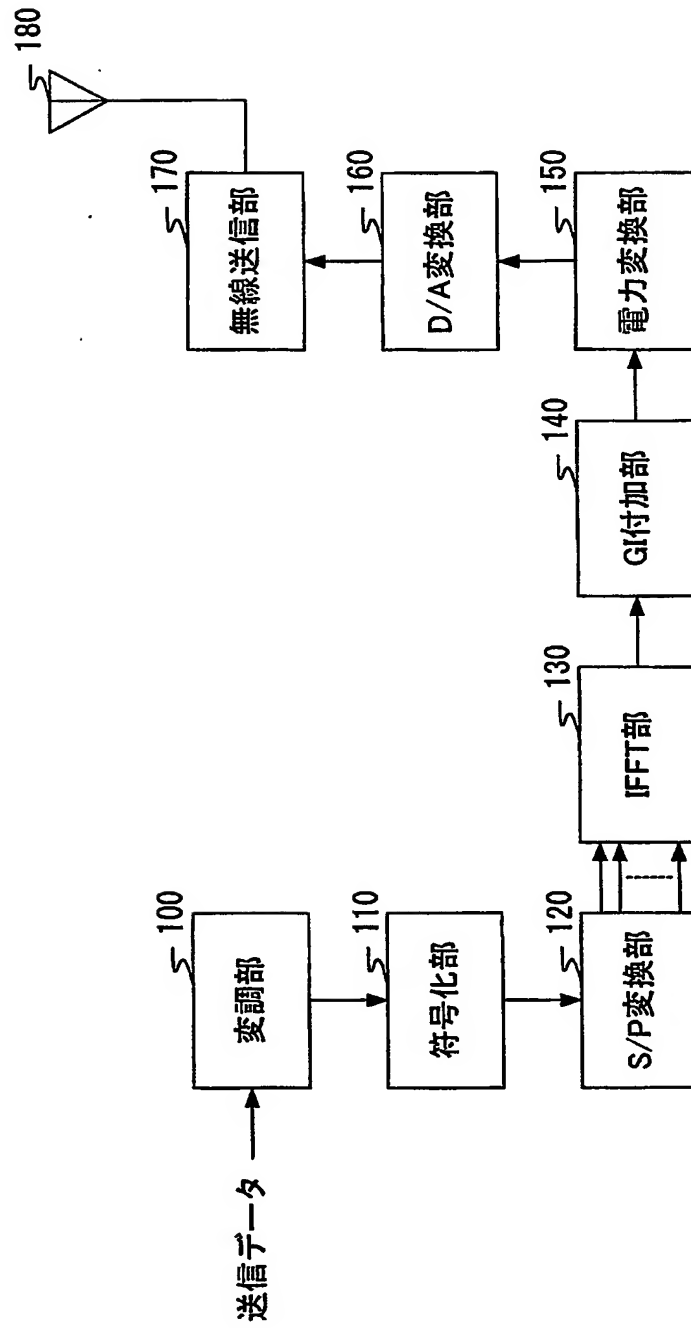 送信データ
100
変調部
110
符号化部
120
S/P変換部
130
IFFT部
140
GI付加部
150
電力変換部
160
D/A変換部
170
無線送信部
180